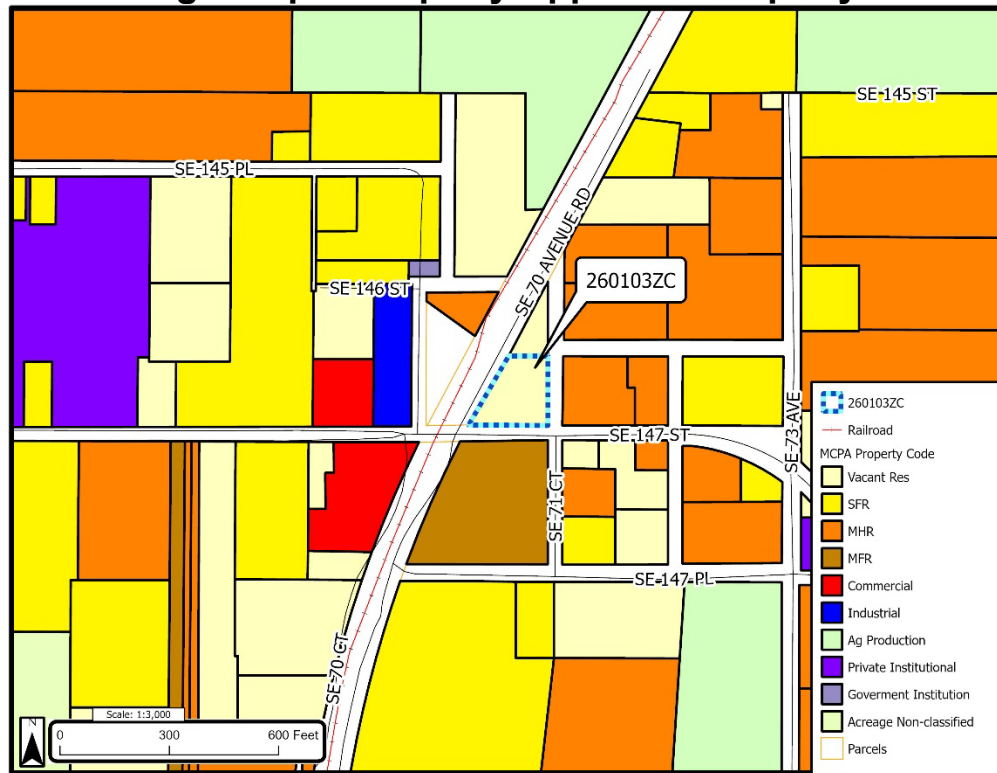 SE 145 ST
SE-145-PL
SE-70-AVENUE RD
260103ZC
SE-146 ST
SE-73-AVE
SE-147-ST
SE-71-CT
SE-147-PL
SE-70-CT
260103ZC
Railroad
MCPA Property Code
Vacant Res
SFR
MHR
MFR
Commercial
Industrial
Ag Production
Private Institutional
Goverment Institution
Acreage Non-classified
Parcels
N
Scale: 1:3,000
0 300 600 Feet